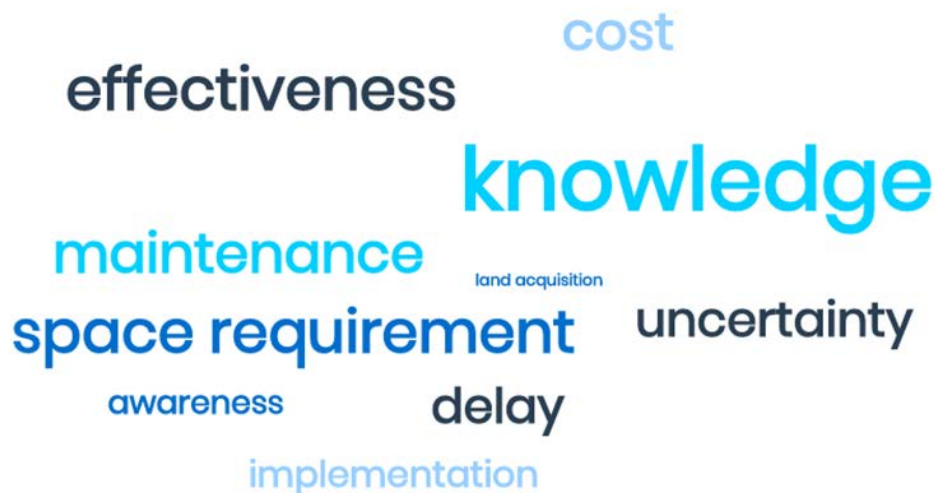 cost
effectiveness
knowledge
maintenance
land acquisition
space requirement
uncertainty
awareness
delay
implementation